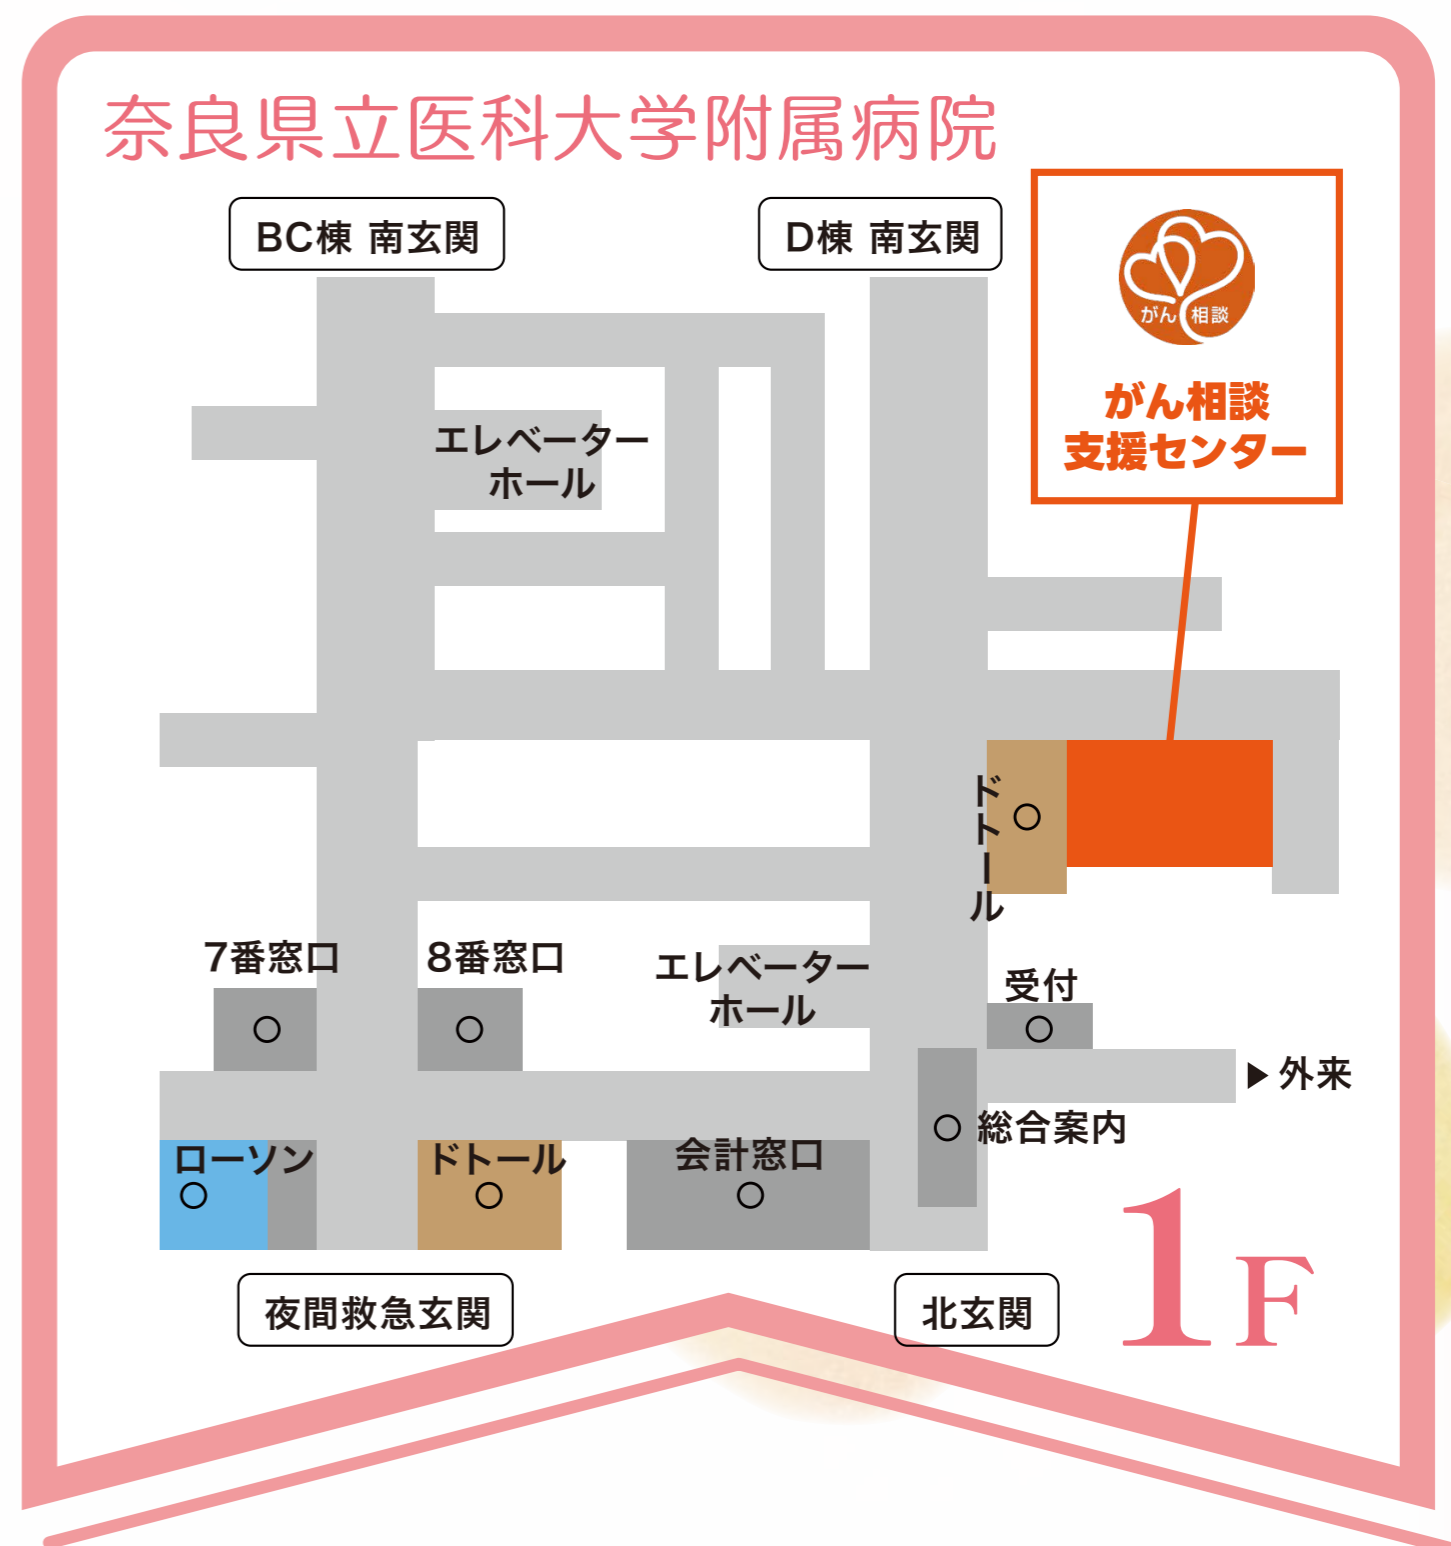 奈良県立医科大学附属病院
BC棟 南玄関
D棟 南玄関
がん 相談
がん相談
支援センター
エレベーター
ホール
ドトール
7番窓口
8番窓口
エレベーター
ホール
受付
▶外来
総合案内
ローソン
ドトール
会計窓口
夜間救急玄関
北玄関
1F